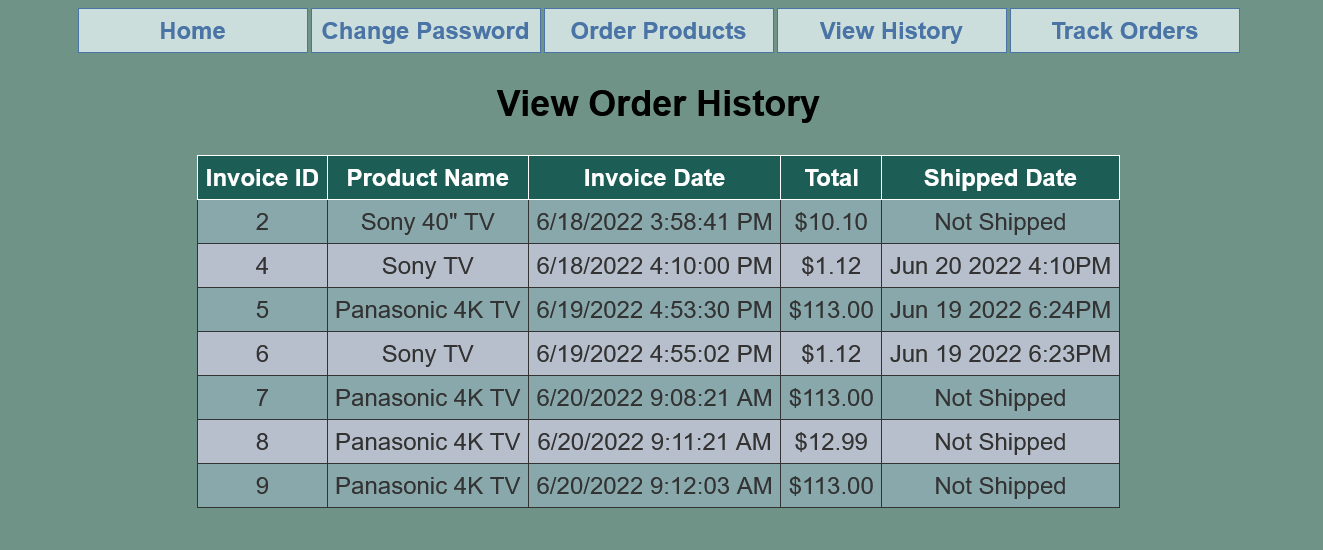 Home Change Password Order Products View History Track Orders
View Order History
Invoice ID Product Name Invoice Date Total Shipped Date
2 Sony 40" TV 6/18/2022 3:58:41 PM $10.10 Not Shipped
4 Sony TV 6/18/2022 4:10:00 PM $1.12 Jun 20 2022 4:10PM
5 Panasonic 4K TV 6/19/2022 4:53:30 PM $113.00 Jun 19 2022 6:24PM
6 Sony TV 6/19/2022 4:55:02 PM $1.12 Jun 19 2022 6:23PM
7 Panasonic 4K TV 6/20/2022 9:08:21 AM $113.00 Not Shipped
8 Panasonic 4K TV 6/20/2022 9:11:21 AM $12.99 Not Shipped
9 Panasonic 4K TV 6/20/2022 9:12:03 AM $113.00 Not Shipped